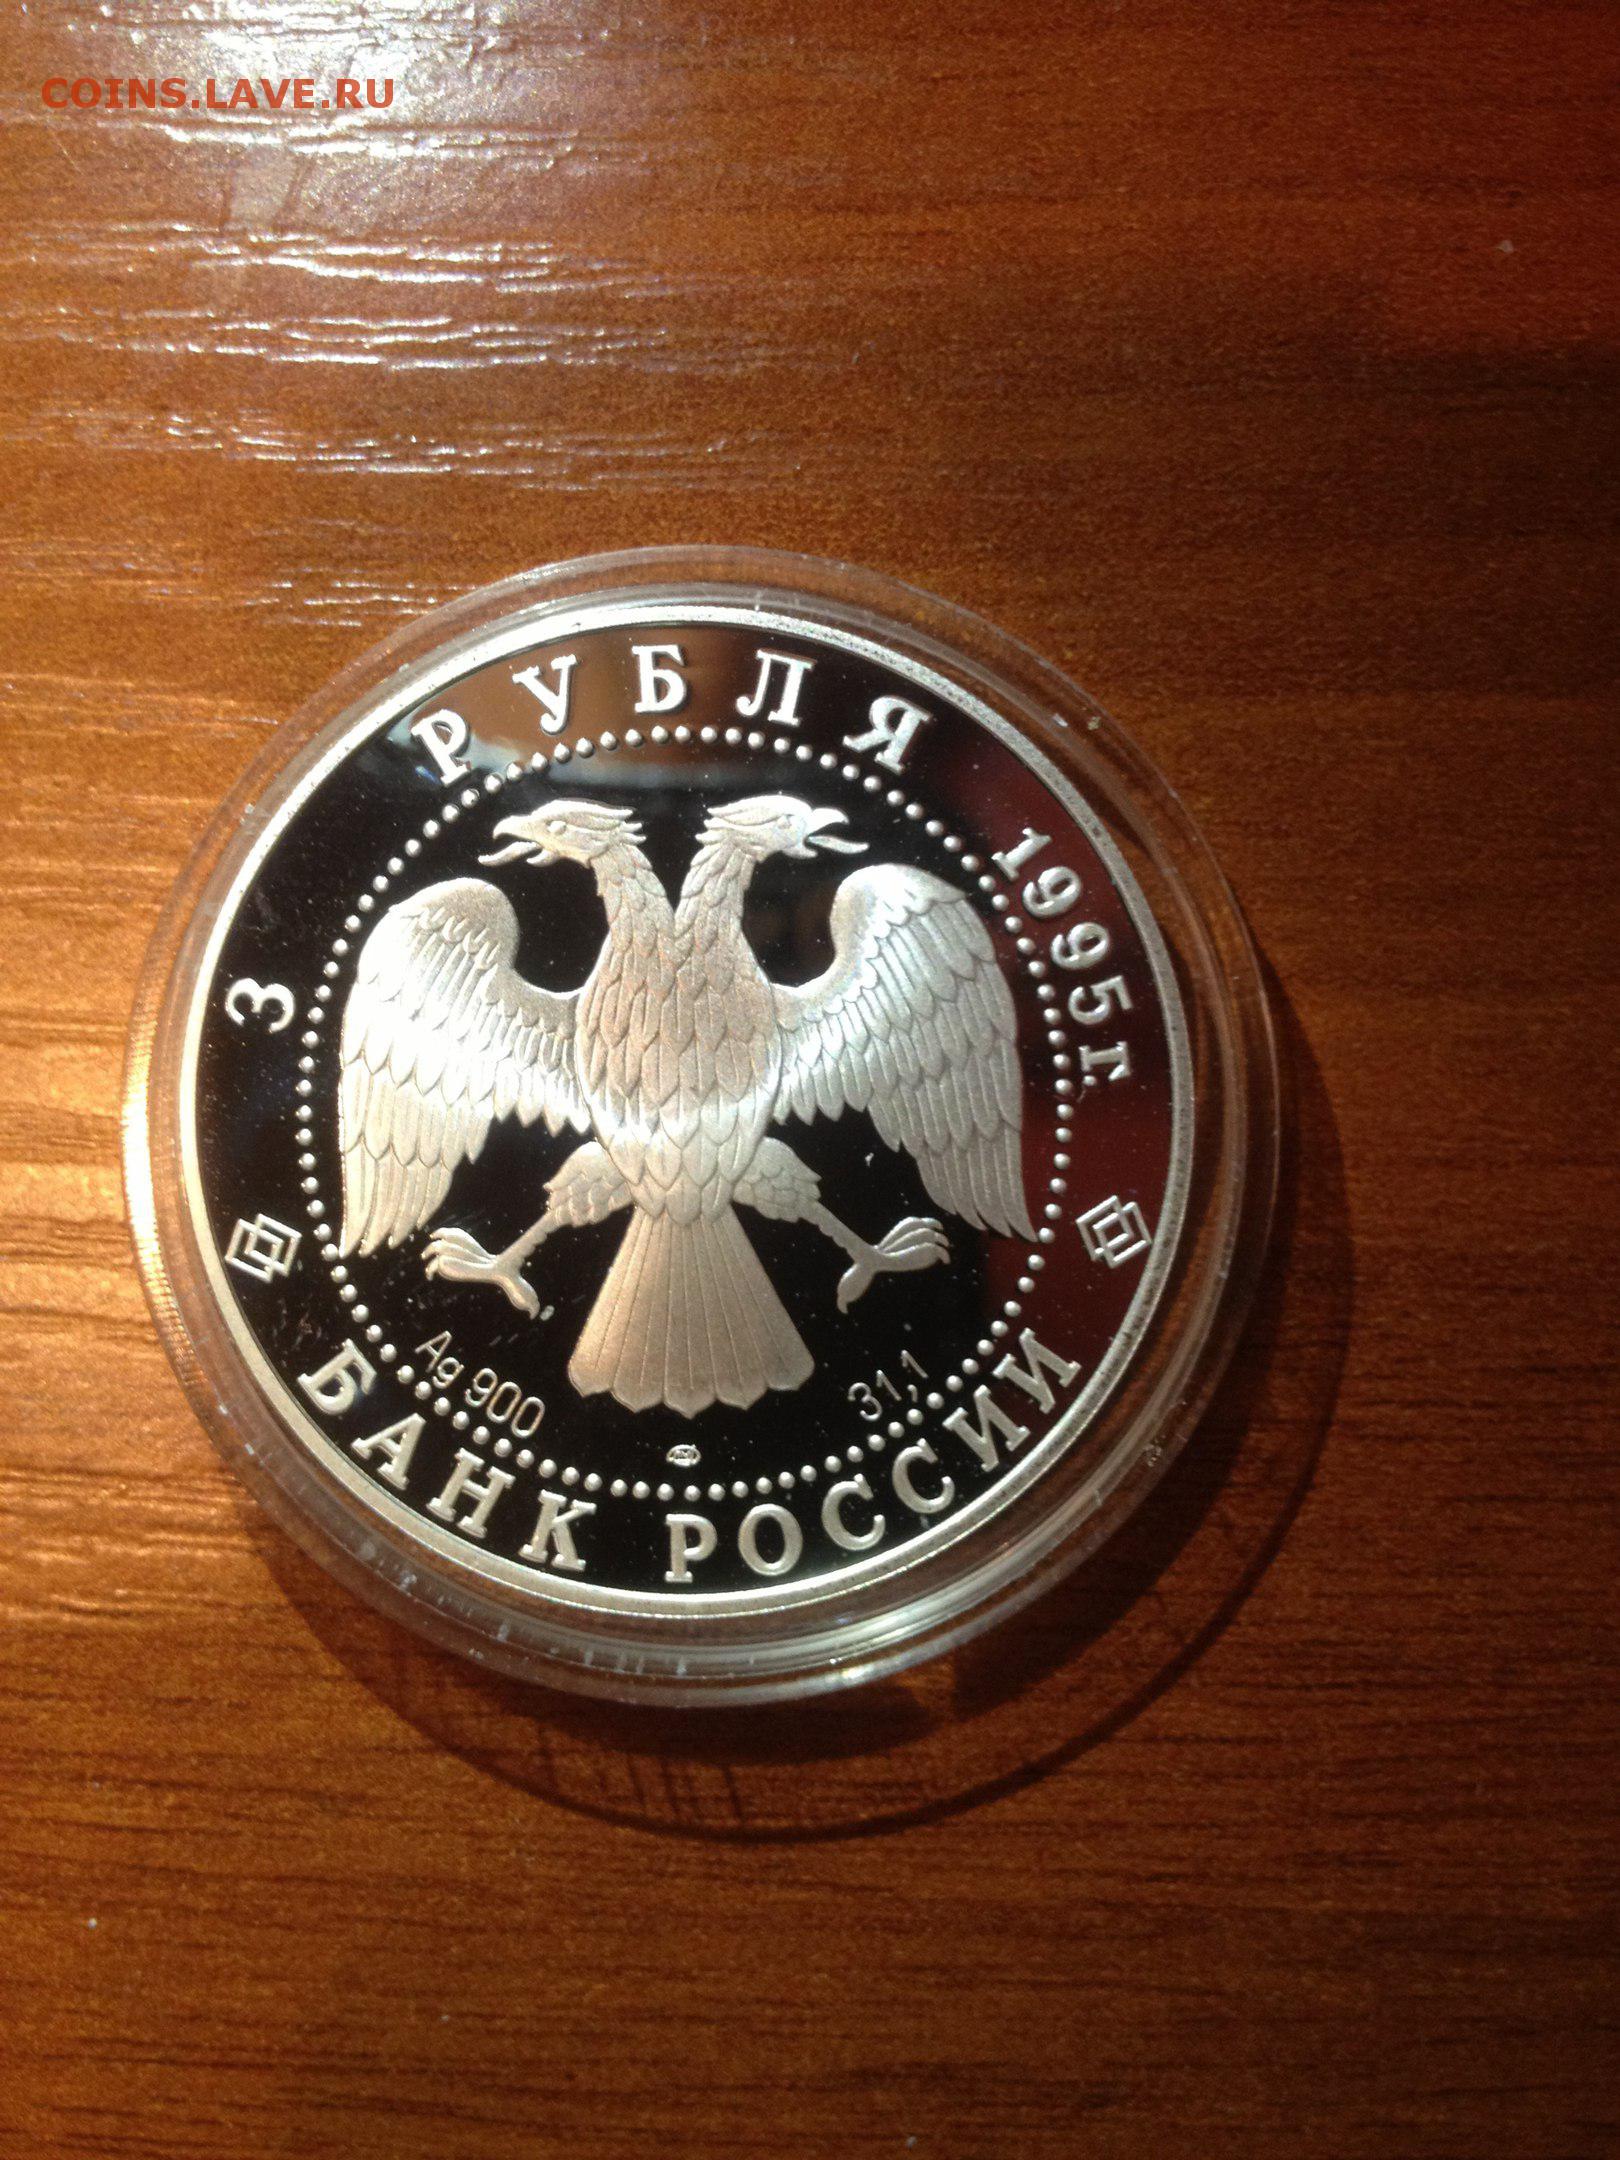 COINS.LAVE.RU
3 РУБЛЯ 1995г.
Ag 900
31,1
БАНК РОССИИ